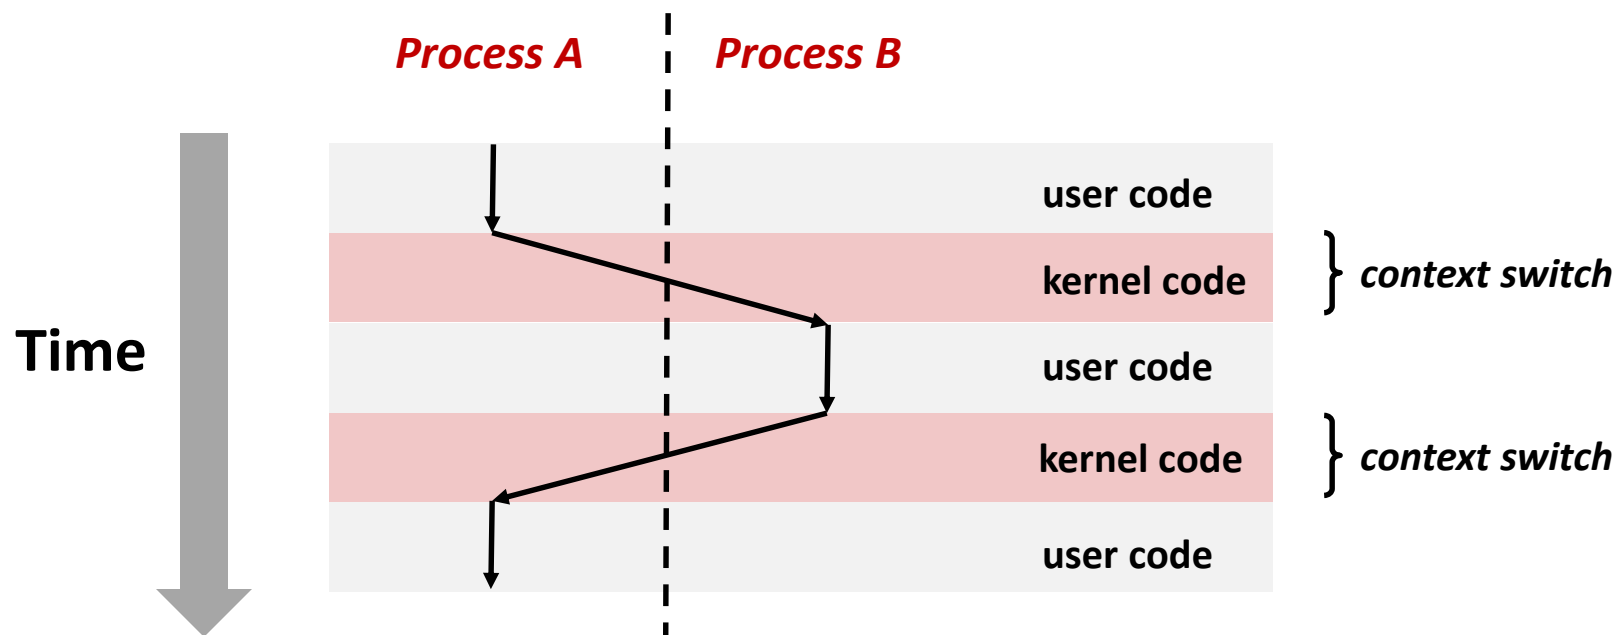 Process A
Process B
user code
kernel code
context switch
Time
user code
kernel code
context switch
user code